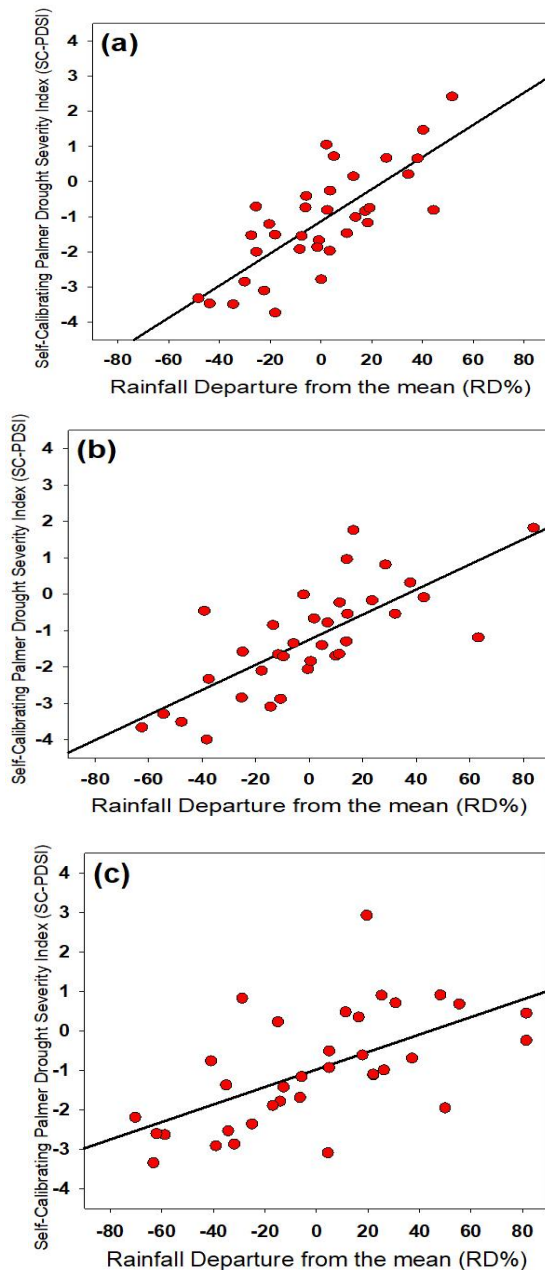 (a)
Self-Calibrating Palmer Drought Severity Index (SC-PDSI)
4
3
2
1
0
-1
-2
-3
-4
-80 -60 -40 -20 0 20 40 60 80
Rainfall Departure from the mean (RD%)
(b)
Self-Calibrating Palmer Drought Severity Index (SC-PDSI)
4
3
2
1
0
-1
-2
-3
-4
-80 -60 -40 -20 0 20 40 60 80
Rainfall Departure from the mean (RD%)
(c)
Self-Calibrating Palmer Drought Severity Index (SC-PDSI)
4
3
2
1
0
-1
-2
-3
-4
-80 -60 -40 -20 0 20 40 60 80
Rainfall Departure from the mean (RD%)